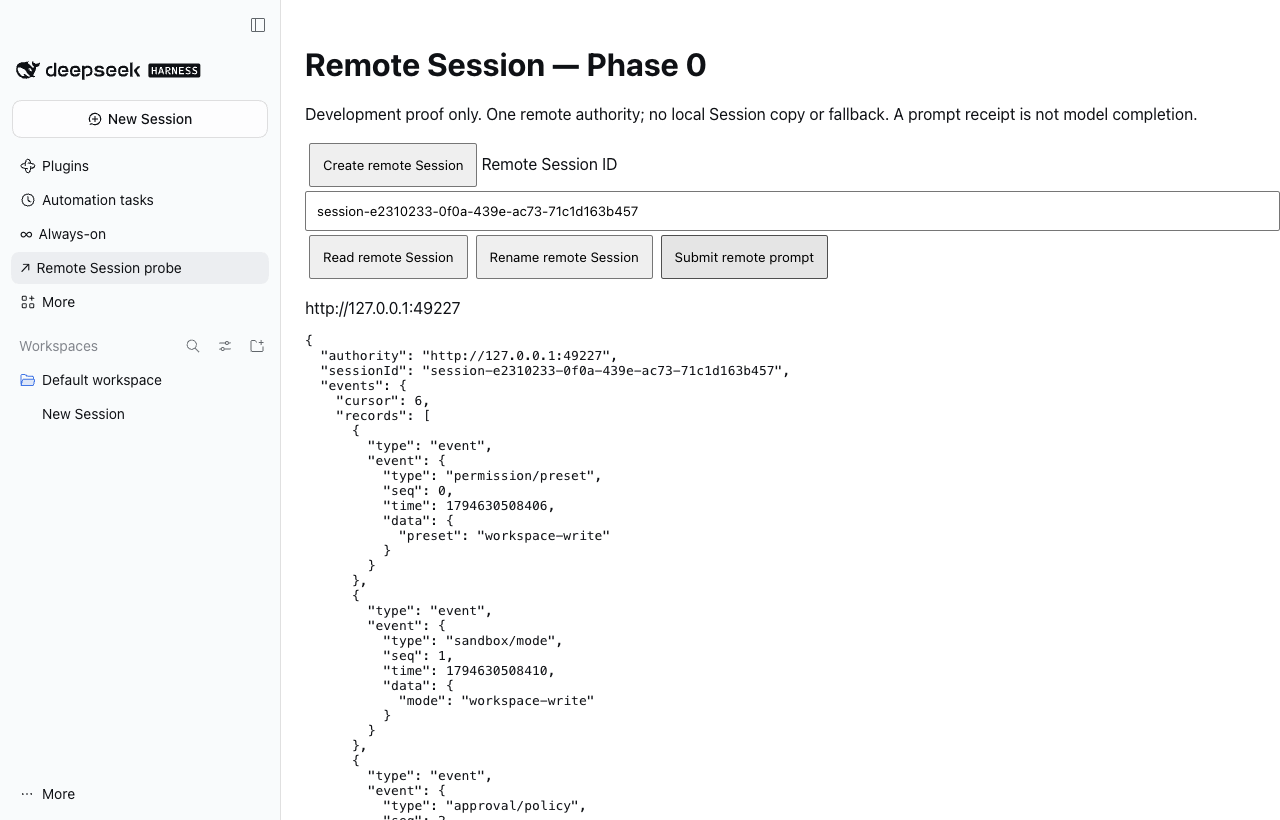 deepseek HARNESS
New Session
Plugins
Automation tasks
Always-on
Remote Session probe
More
Workspaces
Default workspace
New Session
More
Remote Session — Phase 0
Development proof only. One remote authority; no local Session copy or fallback. A prompt receipt is not model completion.
Create remote Session Remote Session ID
session-e2310233-0f0a-439e-ac73-71c1d163b457
Read remote Session Rename remote Session Submit remote prompt
http://127.0.0.1:49227
{
  "authority": "http://127.0.0.1:49227",
  "sessionId": "session-e2310233-0f0a-439e-ac73-71c1d163b457",
  "events": {
    "cursor": 6,
    "records": [
      {
        "type": "event",
        "event": {
          "type": "permission/preset",
          "seq": 0,
          "time": 1794630508406,
          "data": {
            "preset": "workspace-write"
          }
        }
      },
      {
        "type": "event",
        "event": {
          "type": "sandbox/mode",
          "seq": 1,
          "time": 1794630508410,
          "data": {
            "mode": "workspace-write"
          }
        }
      },
      {
        "type": "event",
        "event": {
          "type": "approval/policy",